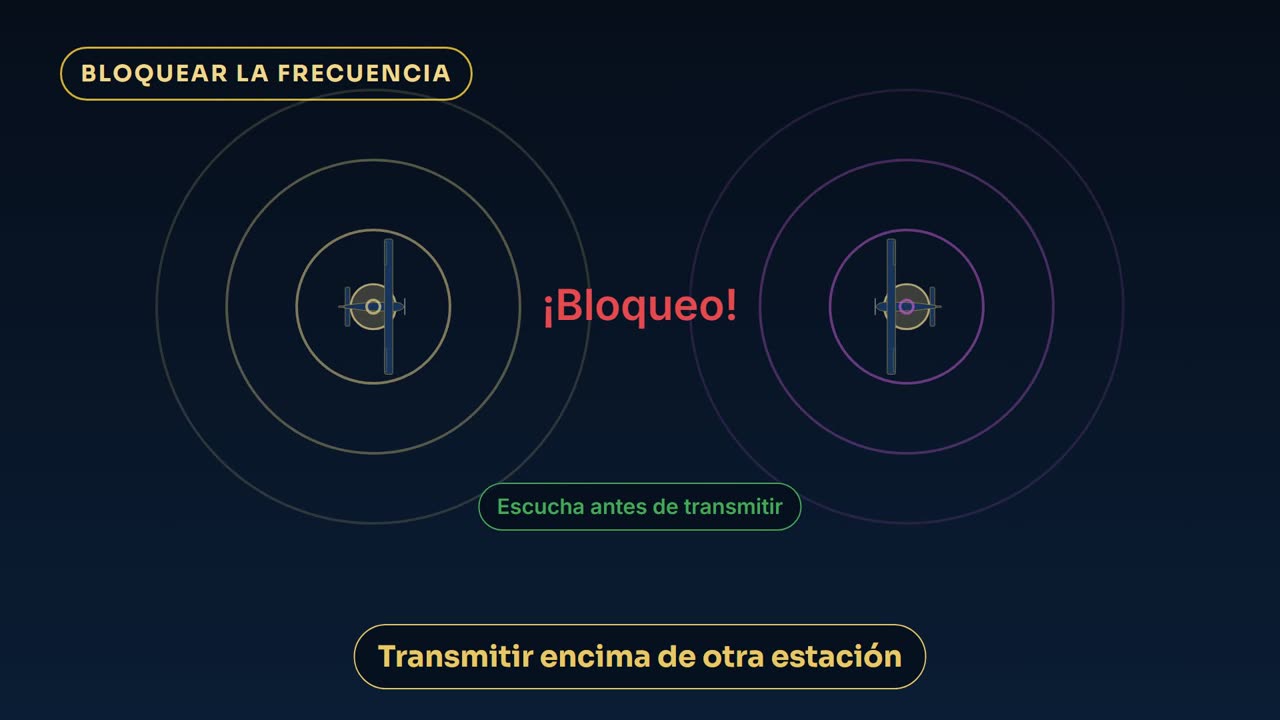 BLOQUEAR LA FRECUENCIA
¡Bloqueo!
Escucha antes de transmitir
Transmitir encima de otra estación